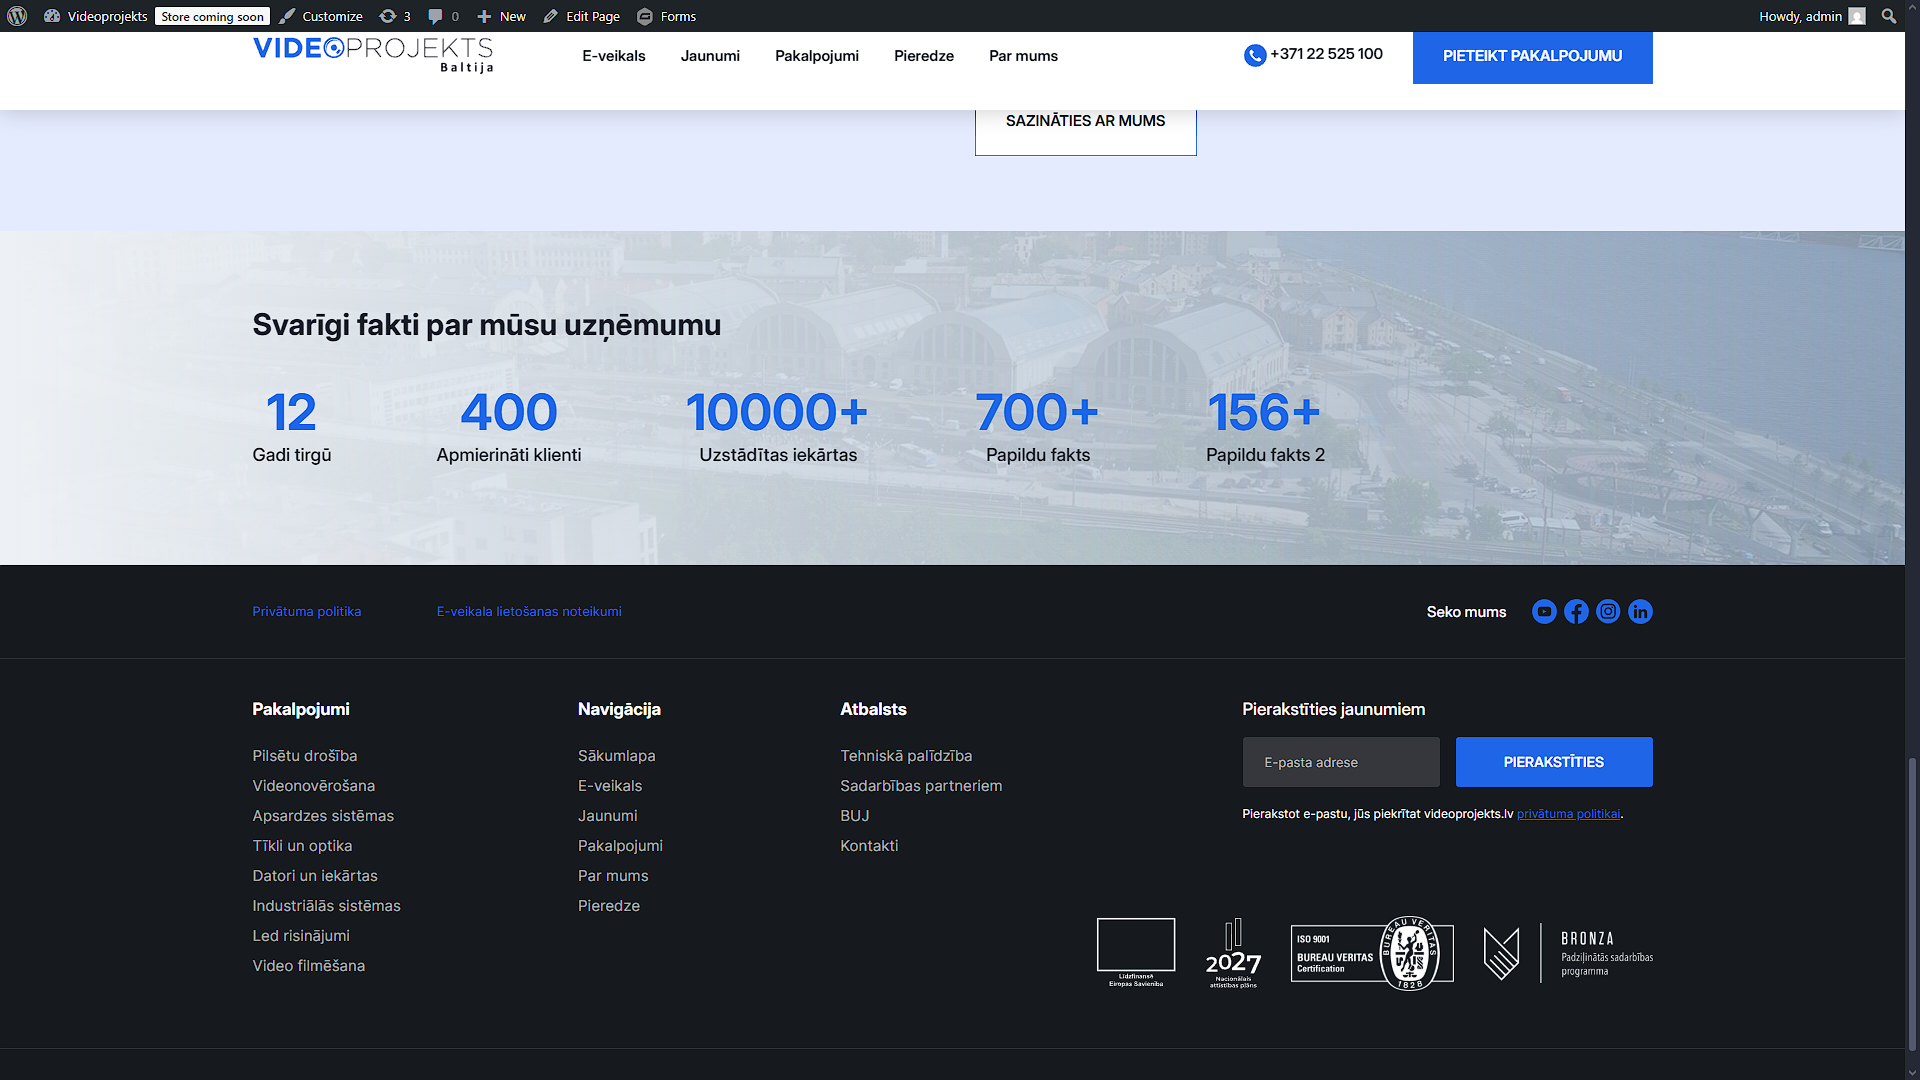 Videoprojekts Store coming soon Customize 3 0 New Edit Page Forms Howdy, admin
VIDEOPROJEKTS
Baltija
E-veikals Jaunumi Pakalpojumi Pieredze Par mums +371 22 525 100 PIETEIKT PAKALPOJUMU
SAZINĀTIES AR MUMS
Svarīgi fakti par mūsu uzņēmumu
12 400 10000+ 700+ 156+
Gadi tirgū Apmierināti klienti Uzstādītas iekārtas Papildu fakts Papildu fakts 2
Privātuma politika E-veikala lietošanas noteikumi Seko mums
Pakalpojumi
Pilsētu drošība
Videonovērošana
Apsardzes sistēmas
Tīkli un optika
Datori un iekārtas
Industriālās sistēmas
Led risinājumi
Video filmēšana
Navigācija
Sākumlapa
E-veikals
Jaunumi
Pakalpojumi
Par mums
Pieredze
Atbalsts
Tehniskā palīdzība
Sadarbības partneriem
BUJ
Kontakti
Pierakstīties jaunumiem
E-pasta adrese PIERAKSTĪTIES
Pierakstot e-pastu, jūs piekrītat videoprojekts.lv privātuma politikai.
Līdzfinansē
Eiropas Savienība
2027
Nacionālais
attīstības plāns
ISO 9001
BUREAU VERITAS
Certification
BUREAU VERITAS
1828
BRONZA
Padziļinātās sadarbības
programma